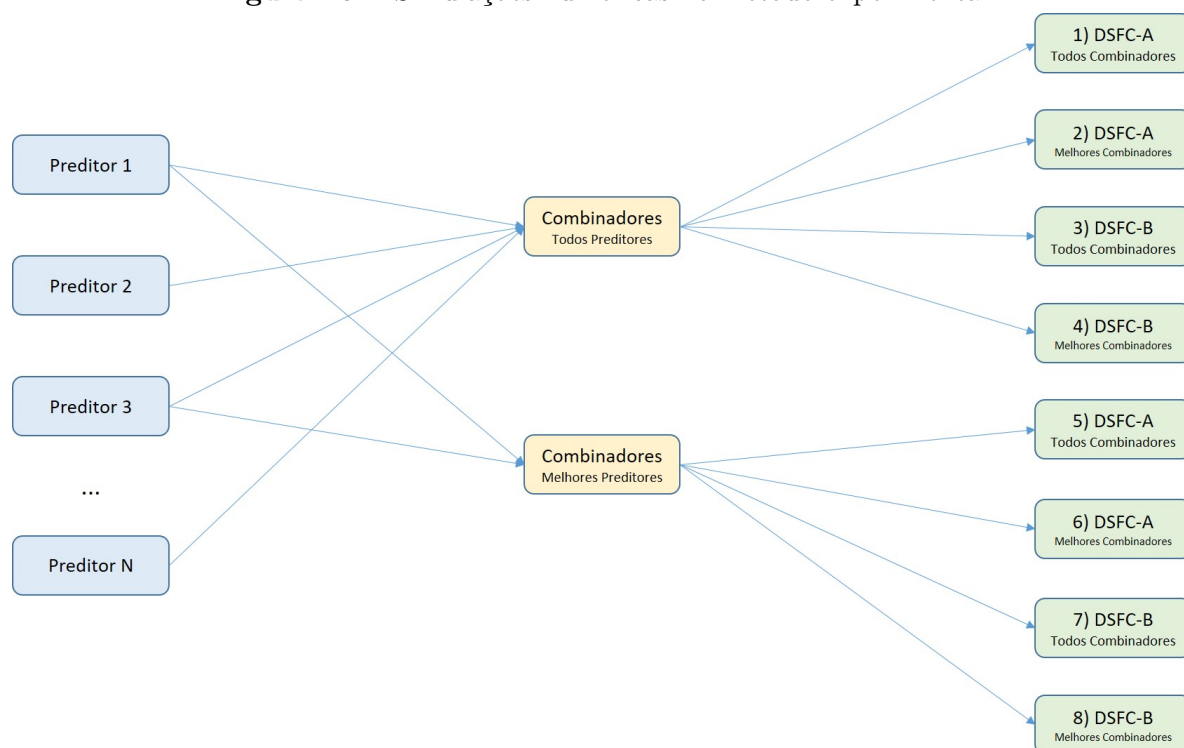 Preditor 1
Preditor 2
Preditor 3
...
Preditor N
Combinadores
Todos Preditores
Combinadores
Melhores Preditores
1) DSFC-A
Todos Combinadores
2) DSFC-A
Melhores Combinadores
3) DSFC-B
Todos Combinadores
4) DSFC-B
Melhores Combinadores
5) DSFC-A
Todos Combinadores
6) DSFC-A
Melhores Combinadores
7) DSFC-B
Todos Combinadores
8) DSFC-B
Melhores Combinadores